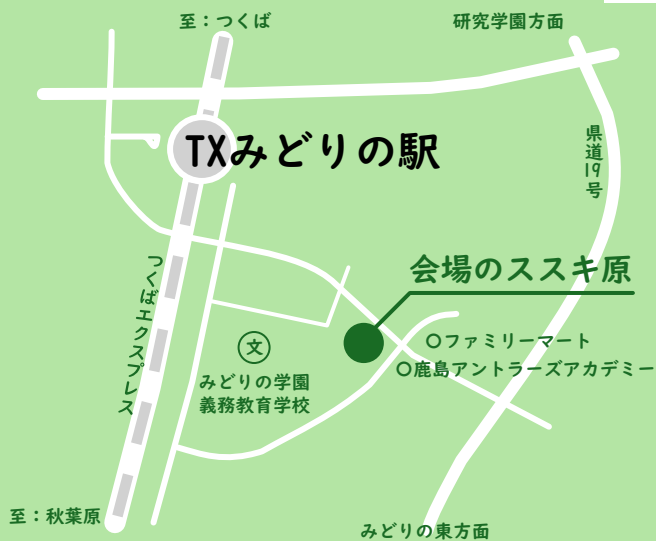 至：つくば
研究学園方面
TXみどりの駅
県道19号
会場のススキ原
つくばエクスプレス
○ファミリーマート
○鹿島アントラーズアカデミー
文
みどりの学園
義務教育学校
至：秋葉原
みどりの東方面